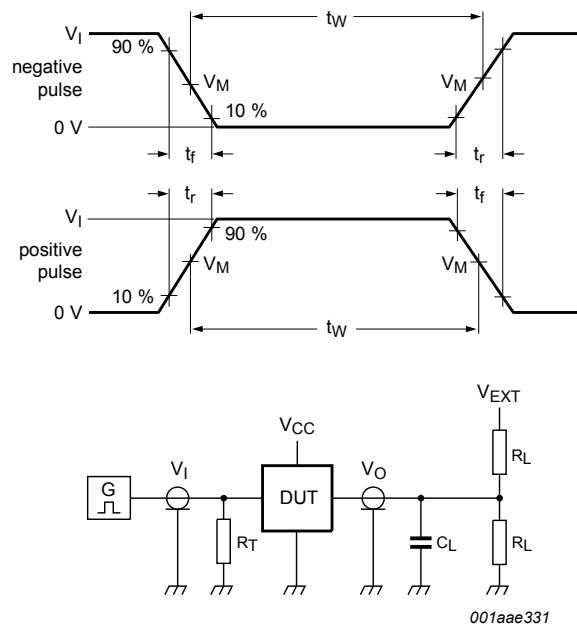 V_I
t_W
90 %
negative
pulse
V_M
V_M
10 %
0 V
t_f
t_r
t_r
t_f
V_I
90 %
positive
pulse
V_M
V_M
10 %
0 V
t_W
V_EXT
V_CC
R_L
V_I
V_O
G
DUT
R_T
C_L
R_L
001aae331